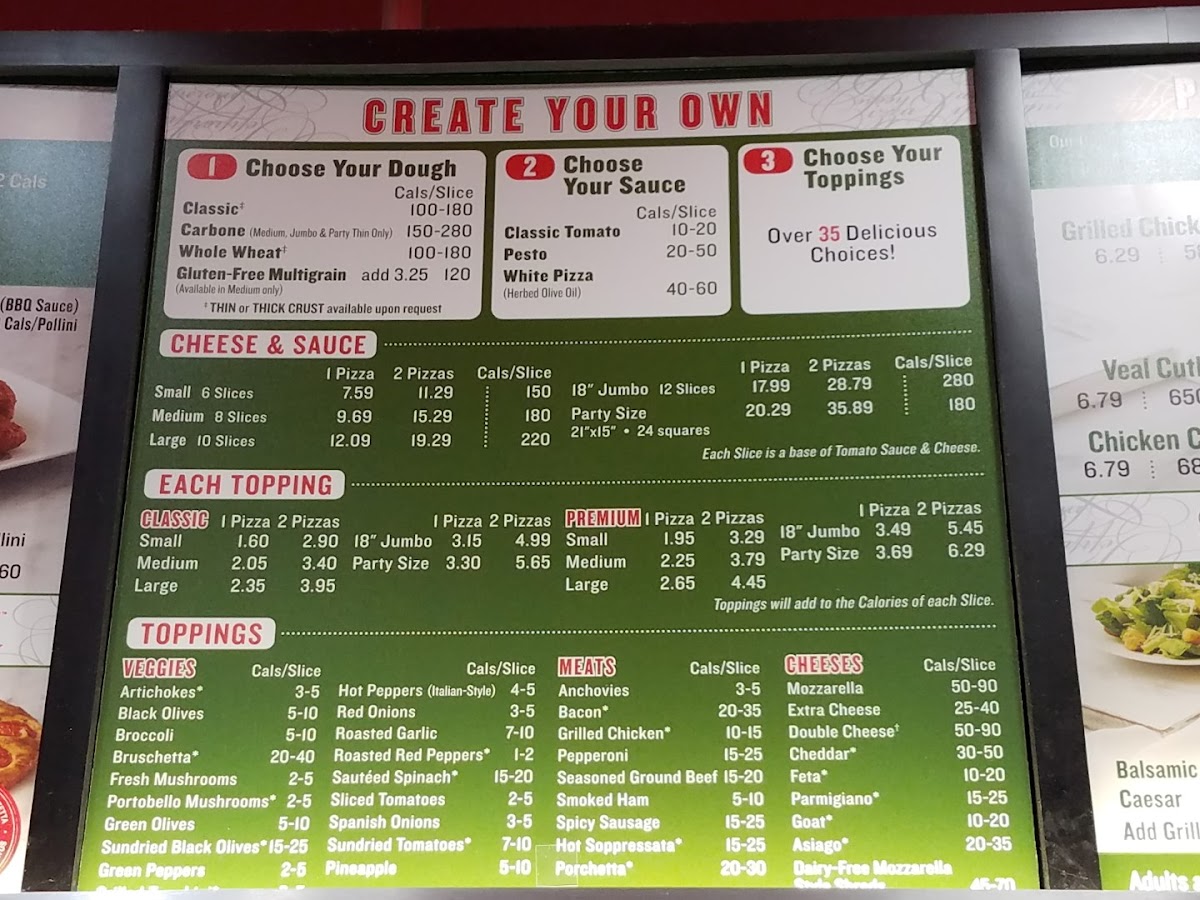 2 Cals
(BBQ Sauce)
Cals/Pollini
lini
60
CREATE YOUR OWN
1 Choose Your Dough
Cals/Slice
Classic‡ 100-180
Carbone (Medium, Jumbo & Party Thin Only) 150-280
Whole Wheat‡ 100-180
Gluten-Free Multigrain add 3.25 120
(Available in Medium only)
‡ THIN or THICK CRUST available upon request
2 Choose
Your Sauce
Cals/Slice
Classic Tomato 10-20
Pesto 20-50
White Pizza
(Herbed Olive Oil) 40-60
3 Choose Your
Toppings
Over 35 Delicious
Choices!
CHEESE & SAUCE
1 Pizza 2 Pizzas Cals/Slice
Small 6 Slices 7.59 11.29 150
Medium 8 Slices 9.69 15.29 180
Large 10 Slices 12.09 19.29 220
1 Pizza 2 Pizzas Cals/Slice
18" Jumbo 12 Slices 17.99 28.79 280
Party Size 20.29 35.89 180
21"x15" • 24 squares
Each Slice is a base of Tomato Sauce & Cheese.
EACH TOPPING
CLASSIC 1 Pizza 2 Pizzas
Small 1.60 2.90
Medium 2.05 3.40
Large 2.35 3.95
1 Pizza 2 Pizzas
18" Jumbo 3.15 4.99
Party Size 3.30 5.65
PREMIUM 1 Pizza 2 Pizzas
Small 1.95 3.29
Medium 2.25 3.79
Large 2.65 4.45
1 Pizza 2 Pizzas
18" Jumbo 3.49 5.45
Party Size 3.69 6.29
Toppings will add to the Calories of each Slice.
TOPPINGS
VEGGIES Cals/Slice
Artichokes* 3-5
Black Olives 5-10
Broccoli 5-10
Bruschetta* 20-40
Fresh Mushrooms 2-5
Portobello Mushrooms* 2-5
Green Olives 5-10
Sundried Black Olives* 15-25
Green Peppers 2-5
Cals/Slice
Hot Peppers (Italian-Style) 4-5
Red Onions 3-5
Roasted Garlic 7-10
Roasted Red Peppers* 1-2
Sautéed Spinach* 15-20
Sliced Tomatoes 2-5
Spanish Onions 3-5
Sundried Tomatoes* 7-10
Pineapple 5-10
MEATS Cals/Slice
Anchovies 3-5
Bacon* 20-35
Grilled Chicken* 10-15
Pepperoni 15-25
Seasoned Ground Beef 15-20
Smoked Ham 5-10
Spicy Sausage 15-25
Hot Soppressata* 15-25
Porchetta* 20-30
CHEESES Cals/Slice
Mozzarella 50-90
Extra Cheese 25-40
Double Cheese† 50-90
Cheddar* 30-50
Feta* 10-20
Parmigiano* 15-25
Goat* 10-20
Asiago* 20-35
Dairy-Free Mozzarella
Style Shreds 45-70
P
Grilled Chick
6.29
Veal Cutl
6.79 650
Chicken C
6.79 68
Balsamic
Caesar
Add Grill
Adults a